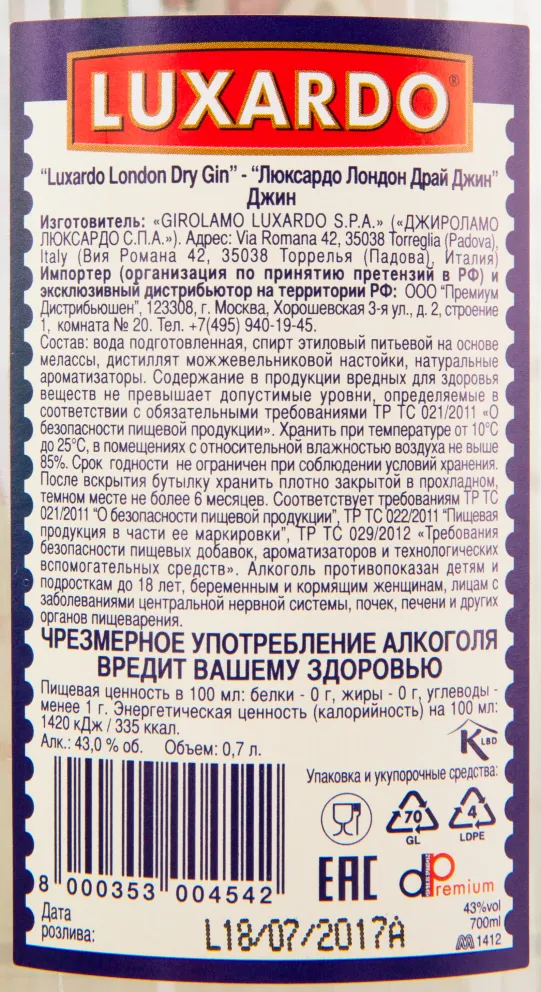 LUXARDO®
“Luxardo London Dry Gin” - “Люксардо Лондон Драй Джин”
Джин
Изготовитель: «GIROLAMO LUXARDO S.P.A.» («ДЖИРОЛАМО
ЛЮКСАРДО С.П.А.»). Адрес: Via Romana 42, 35038 Torreglia (Padova),
Italy (Вия Романа 42, 35038 Торрелья (Падова), Италия)
Импортер (организация по принятию претензий в РФ) и
эксклюзивный дистрибьютор на территории РФ: ООО “Премиум
Дистрибьюшен”, 123308, г. Москва, Хорошевская 3-я ул., д. 2, строение
1, комната № 20. Тел. +7(495) 940-19-45.
Состав: вода подготовленная, спирт этиловый питьевой на основе
мелассы, дистиллят можжевельниковой настойки, натуральные
ароматизаторы. Содержание в продукции вредных для здоровья
веществ не превышает допустимые уровни, определяемые в
соответствии с обязательными требованиями ТР ТС 021/2011 «О
безопасности пищевой продукции». Хранить при температуре от 10°С
до 25°С, в помещениях с относительной влажностью воздуха не выше
85%. Срок годности не ограничен при соблюдении условий хранения.
После вскрытия бутылку хранить плотно закрытой в прохладном,
темном месте не более 6 месяцев. Соответствует требованиям ТР ТС
021/2011 “О безопасности пищевой продукции”, ТР ТС 022/2011 “Пищевая
продукция в части ее маркировки”, ТР ТС 029/2012 «Требования
безопасности пищевых добавок, ароматизаторов и технологических
вспомогательных средств». Алкоголь противопоказан детям и
подросткам до 18 лет, беременным и кормящим женщинам, лицам с
заболеваниями центральной нервной системы, почек, печени и других
органов пищеварения.
ЧРЕЗМЕРНОЕ УПОТРЕБЛЕНИЕ АЛКОГОЛЯ
ВРЕДИТ ВАШЕМУ ЗДОРОВЬЮ
Пищевая ценность в 100 мл: белки - 0 г, жиры - 0 г, углеводы -
менее 1 г. Энергетическая ценность (калорийность) на 100 мл:
1420 кДж / 335 ккал.
Алк.: 43,0 % об. Объем: 0,7 л.
K LBD
Упаковка и укупорочные средства:
70 4
GL LDPE
EAC
dp Premium
8 000353 004542
Дата
розлива:
L18/07/2017A
43%vol
700ml
1412